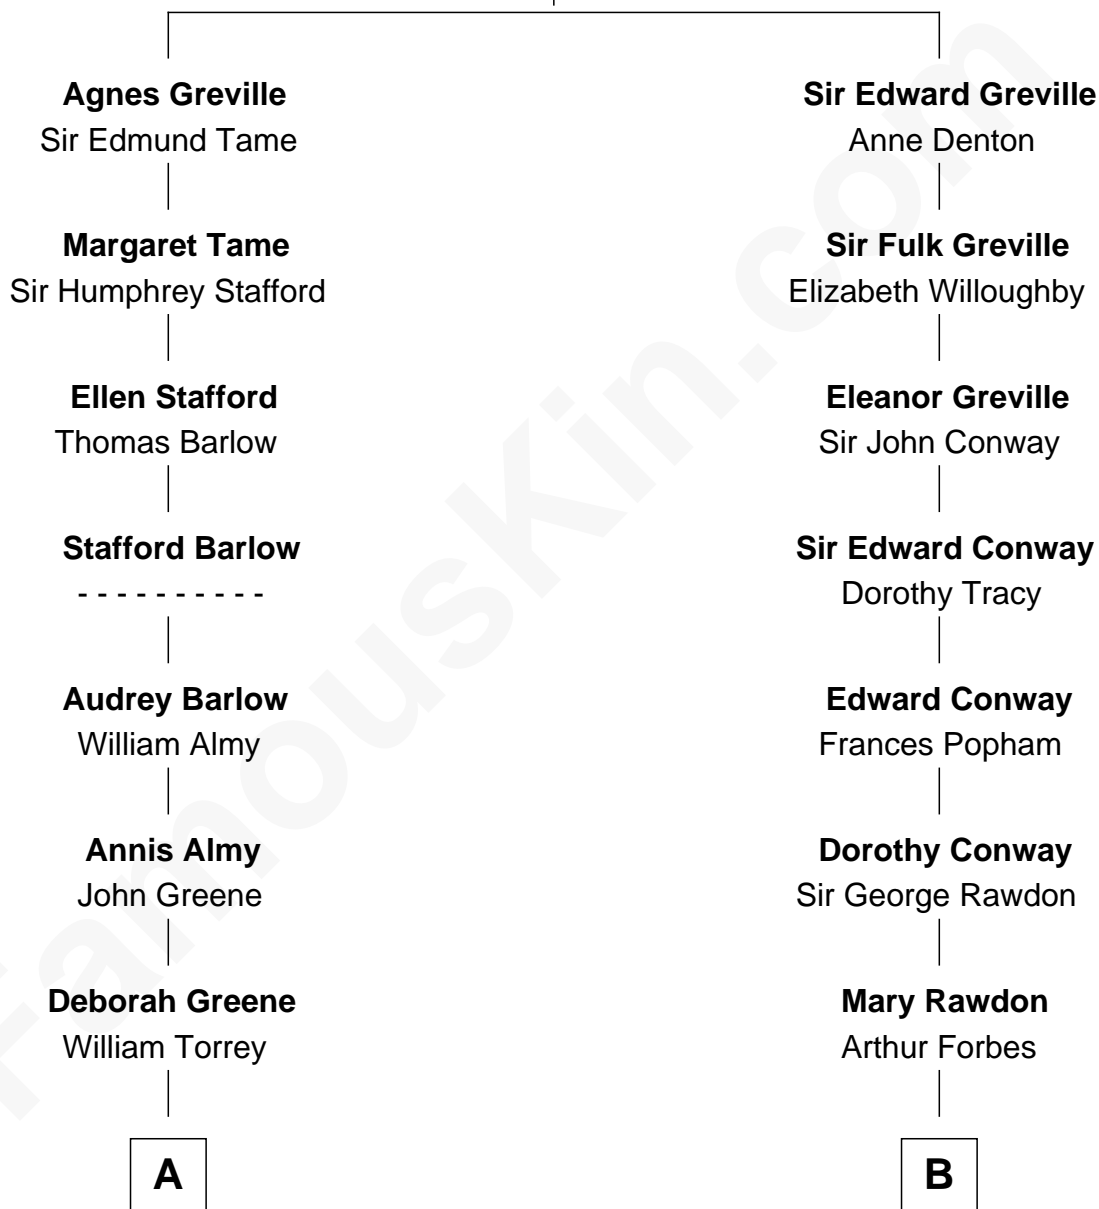 Agnes Greville
Sir Edmund Tame
Margaret Tame
Sir Humphrey Stafford
Ellen Stafford
Thomas Barlow
Stafford Barlow
- - - - - - - - - -
Audrey Barlow
William Almy
Annis Almy
John Greene
Deborah Greene
William Torrey
A
Sir Edward Greville
Anne Denton
Sir Fulk Greville
Elizabeth Willoughby
Eleanor Greville
Sir John Conway
Sir Edward Conway
Dorothy Tracy
Edward Conway
Frances Popham
Dorothy Conway
Sir George Rawdon
Mary Rawdon
Arthur Forbes
B
FamousKin.com